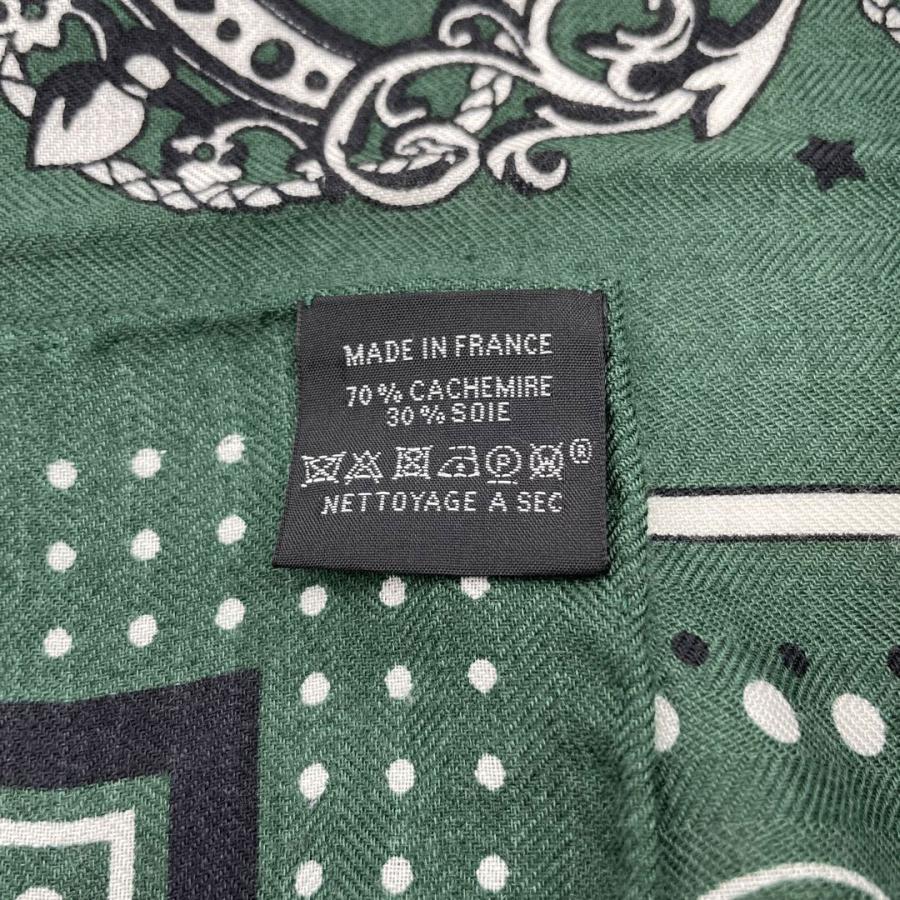 MADE IN FRANCE
70 % CACHEMIRE
30 % SOIE
P W ®
NETTOYAGE A SEC